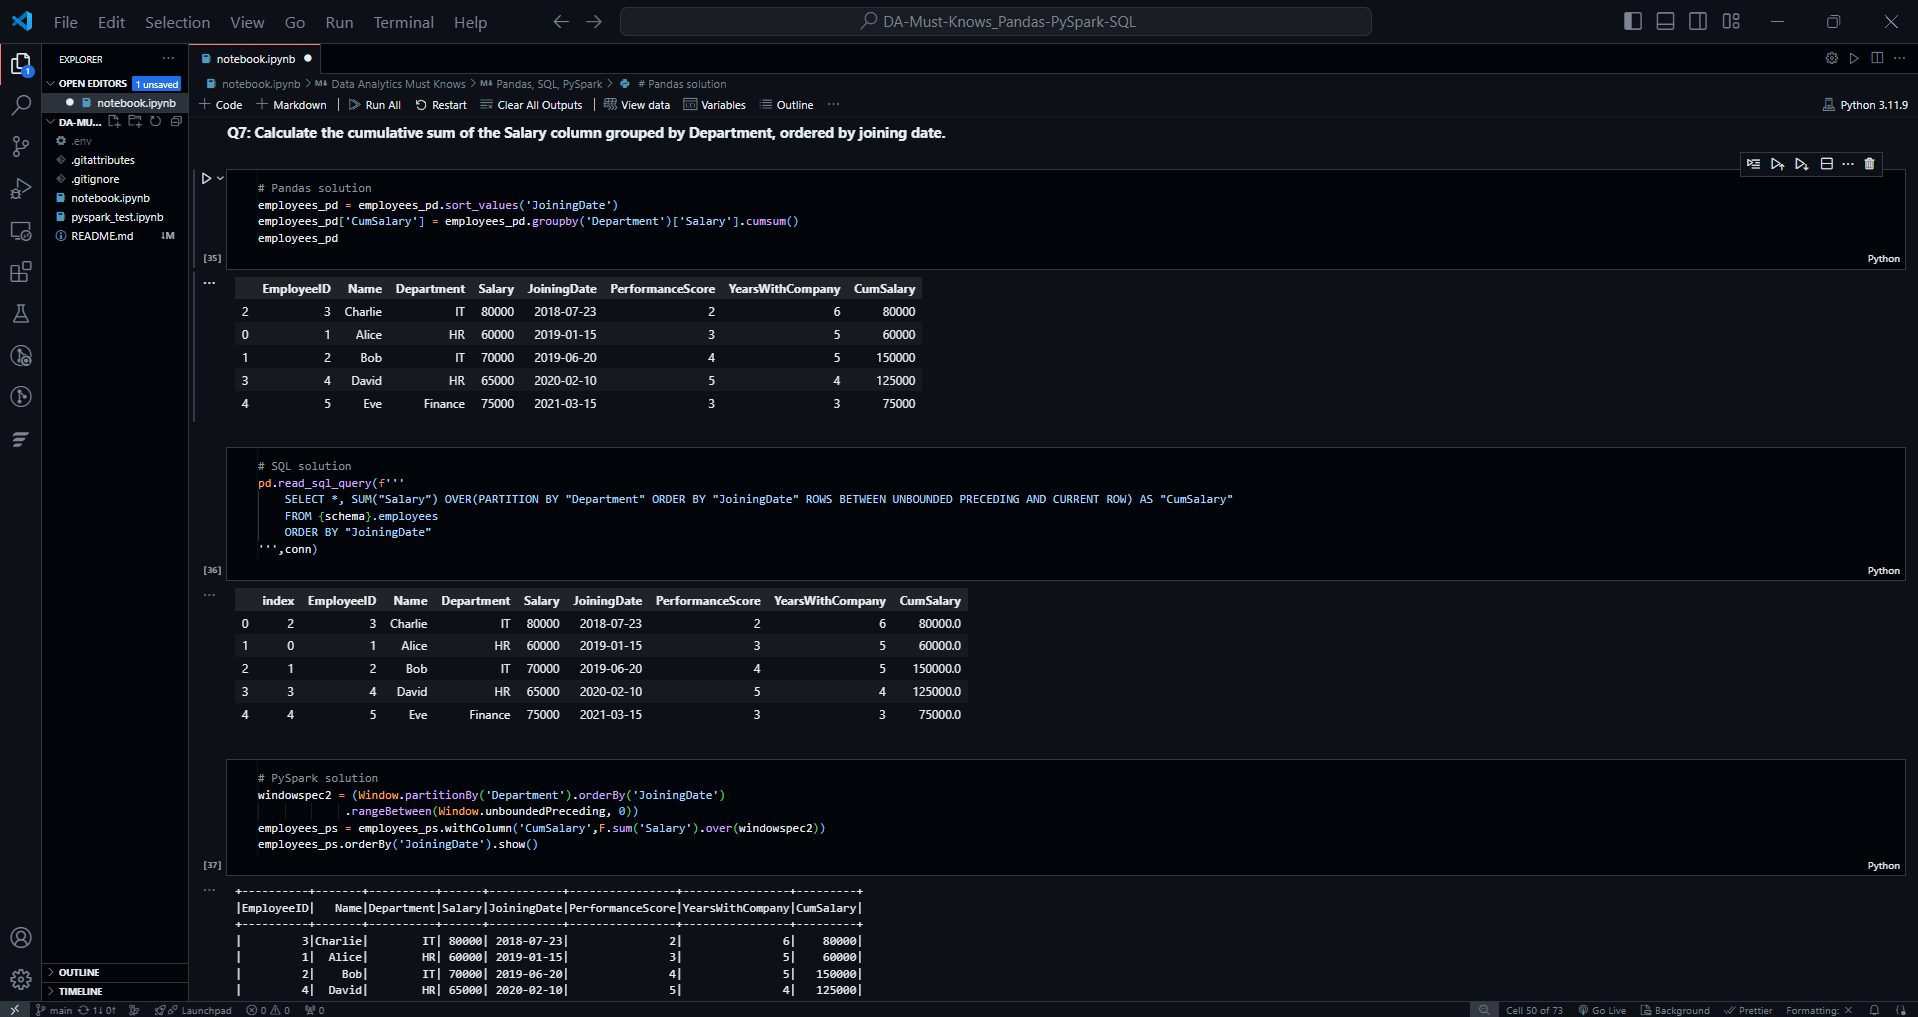 File Edit Selection View Go Run Terminal Help
DA-Must-Knows_Pandas-PySpark-SQL
EXPLORER
OPEN EDITORS 1 unsaved
notebook.ipynb
DA-MU...
.env
.gitattributes
.gitignore
notebook.ipynb
pyspark_test.ipynb
README.md ↓M
OUTLINE
TIMELINE
notebook.ipynb
notebook.ipynb > M↓ Data Analytics Must Knows > M↓ Pandas, SQL, PySpark > # Pandas solution
+ Code + Markdown | Run All Restart Clear All Outputs | View data Variables Outline ...
Python 3.11.9
Q7: Calculate the cumulative sum of the Salary column grouped by Department, ordered by joining date.
# Pandas solution
employees_pd = employees_pd.sort_values('JoiningDate')
employees_pd['CumSalary'] = employees_pd.groupby('Department')['Salary'].cumsum()
employees_pd
[35]
Python
EmployeeID Name Department Salary JoiningDate PerformanceScore YearsWithCompany CumSalary
2 3 Charlie IT 80000 2018-07-23 2 6 80000
0 1 Alice HR 60000 2019-01-15 3 5 60000
1 2 Bob IT 70000 2019-06-20 4 5 150000
3 4 David HR 65000 2020-02-10 5 4 125000
4 5 Eve Finance 75000 2021-03-15 3 3 75000
# SQL solution
pd.read_sql_query(f'''
SELECT *, SUM("Salary") OVER(PARTITION BY "Department" ORDER BY "JoiningDate" ROWS BETWEEN UNBOUNDED PRECEDING AND CURRENT ROW) AS "CumSalary"
FROM {schema}.employees
ORDER BY "JoiningDate"
''',conn)
[36]
Python
index EmployeeID Name Department Salary JoiningDate PerformanceScore YearsWithCompany CumSalary
0 2 3 Charlie IT 80000 2018-07-23 2 6 80000.0
1 0 1 Alice HR 60000 2019-01-15 3 5 60000.0
2 1 2 Bob IT 70000 2019-06-20 4 5 150000.0
3 3 4 David HR 65000 2020-02-10 5 4 125000.0
4 4 5 Eve Finance 75000 2021-03-15 3 3 75000.0
# PySpark solution
windowspec2 = (Window.partitionBy('Department').orderBy('JoiningDate')
.rangeBetween(Window.unboundedPreceding, 0))
employees_ps = employees_ps.withColumn('CumSalary',F.sum('Salary').over(windowspec2))
employees_ps.orderBy('JoiningDate').show()
[37]
Python
+----------+-------+----------+------+-----------+----------------+----------------+---------+
|EmployeeID|   Name|Department|Salary|JoiningDate|PerformanceScore|YearsWithCompany|CumSalary|
+----------+-------+----------+------+-----------+----------------+----------------+---------+
|         3|Charlie|        IT| 80000| 2018-07-23|               2|               6|    80000|
|         1|  Alice|        HR| 60000| 2019-01-15|               3|               5|    60000|
|         2|    Bob|        IT| 70000| 2019-06-20|               4|               5|   150000|
|         4|  David|        HR| 65000| 2020-02-10|               5|               4|   125000|
main 1↓ 0↑ Launchpad 0 0 0
Cell 50 of 73 Go Live Background Prettier Formatting: ×